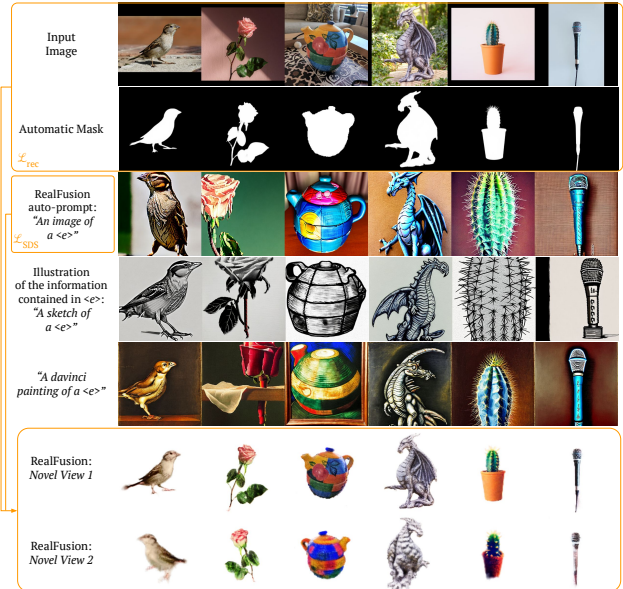 Input
Image
Automatic Mask
ℒrec
RealFusion
auto-prompt:
“An image of
a <e>”
ℒSDS
Illustration
of the information
contained in <e>:
“A sketch of
a <e>”
“A davinci
painting of a <e>”
RealFusion:
Novel View 1
RealFusion:
Novel View 2